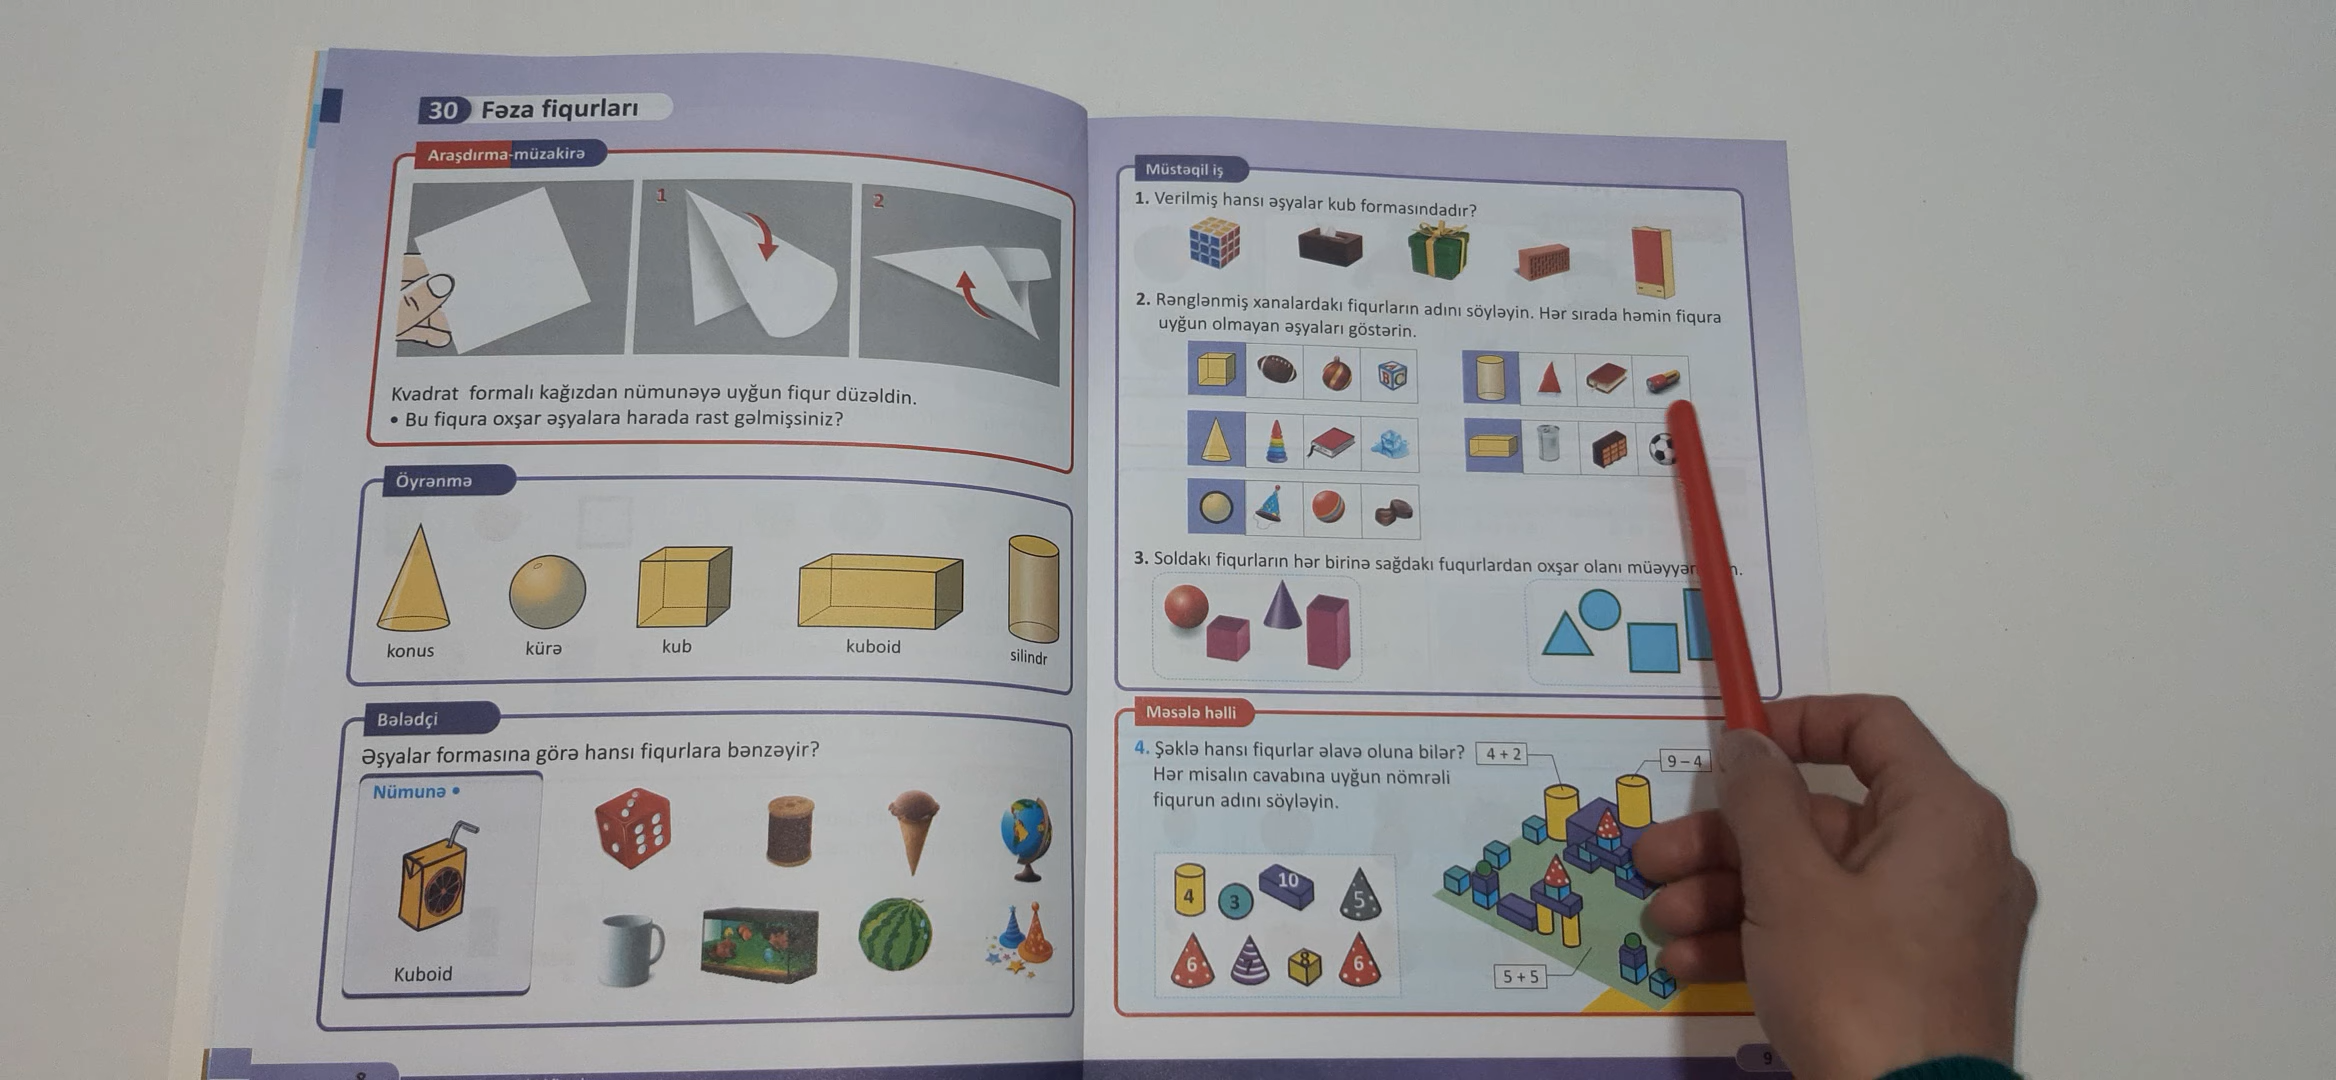 30 Fəza fiqurları
Araşdırma-müzakirə
1
2
Kvadrat formalı kağızdan nümunəyə uyğun fiqur düzəldin.
• Bu fiqura oxşar əşyalara harada rast gəlmişsiniz?
Öyrənmə
konus
kürə
kub
kuboid
silindr
Bələdçi
Əşyalar formasına görə hansı fiqurlara bənzəyir?
Nümunə •
Kuboid
Müstəqil iş
1. Verilmiş hansı əşyalar kub formasındadır?
2. Rənglənmiş xanalardakı fiqurların adını söyləyin. Hər sırada həmin fiqura
uyğun olmayan əşyaları göstərin.
B C
3. Soldakı fiqurların hər birinə sağdakı fuqurlardan oxşar olanı
Məsələ həlli
4. Şəklə hansı fiqurlar əlavə oluna bilər?
Hər misalın cavabına uyğun nömrəli
fiqurun adını söyləyin.
4 + 2
9 – 4
4
3
10
5
6
7
8
6
5 + 5
9